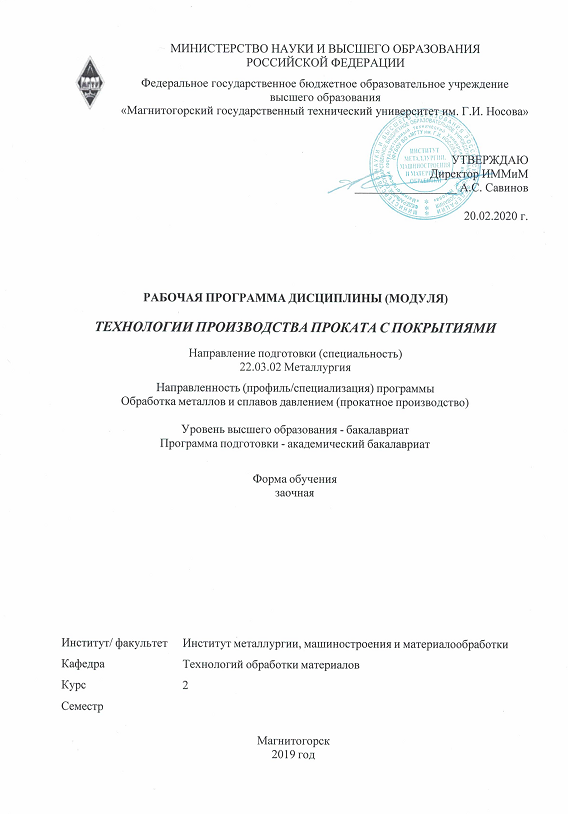 МИНИСТЕРСТВО НАУКИ И ВЫСШЕГО ОБРАЗОВАНИЯ
РОССИЙСКОЙ ФЕДЕРАЦИИ
Федеральное государственное бюджетное образовательное учреждение
высшего образования
«Магнитогорский государственный технический университет им. Г.И. Носова»
ИНСТИТУТ
МЕТАЛЛУРГИИ,
МАШИНОСТРОЕНИЯ
УТВЕРЖДАЮ
Директор ИММиМ
А.С. Савинов
20.02.2020 г.
РАБОЧАЯ ПРОГРАММА ДИСЦИПЛИНЫ (МОДУЛЯ)
ТЕХНОЛОГИИ ПРОИЗВОДСТВА ПРОКАТА С ПОКРЫТИЯМИ
Направление подготовки (специальность)
22.03.02 Металлургия
Направленность (профиль/специализация) программы
Обработка металлов и сплавов давлением (прокатное производство)
Уровень высшего образования - бакалавриат
Программа подготовки - академический бакалавриат
Форма обучения
заочная
Институт/ факультет Институт металлургии, машиностроения и материалообработки
Кафедра Технологий обработки материалов
Курс 2
Семестр
Магнитогорск
2019 год